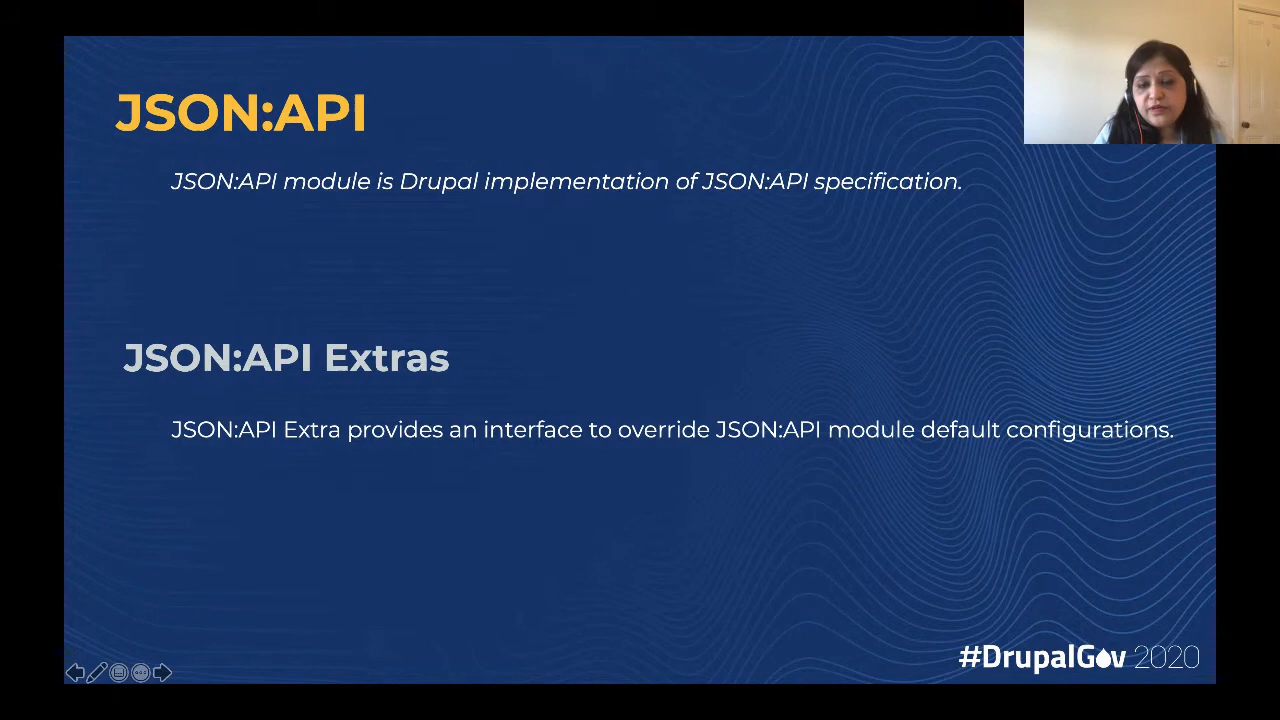 JSON:API
JSON:API module is Drupal implementation of JSON:API specification.
JSON:API Extras
JSON:API Extra provides an interface to override JSON:API module default configurations.
#DrupalGov 2020